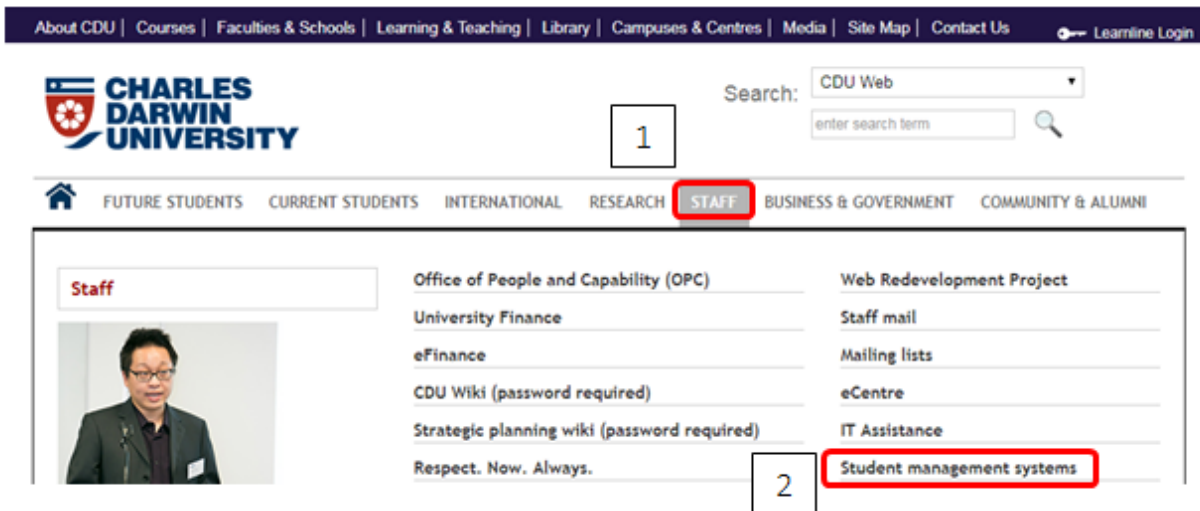 About CDU | Courses | Faculties & Schools | Learning & Teaching | Library | Campuses & Centres | Media | Site Map | Contact Us Learnline Login
CHARLES
DARWIN
UNIVERSITY
Search: CDU Web
enter search term
1
FUTURE STUDENTS CURRENT STUDENTS INTERNATIONAL RESEARCH STAFF BUSINESS & GOVERNMENT COMMUNITY & ALUMNI
Staff
Office of People and Capability (OPC)
University Finance
eFinance
CDU Wiki (password required)
Strategic planning wiki (password required)
Respect. Now. Always.
Web Redevelopment Project
Staff mail
Mailing lists
eCentre
IT Assistance
Student management systems
2